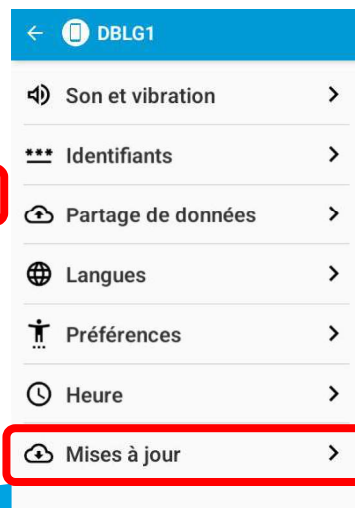 DBLG1
Son et vibration
Identifiants
Partage de données
Langues
Préférences
Heure
Mises à jour